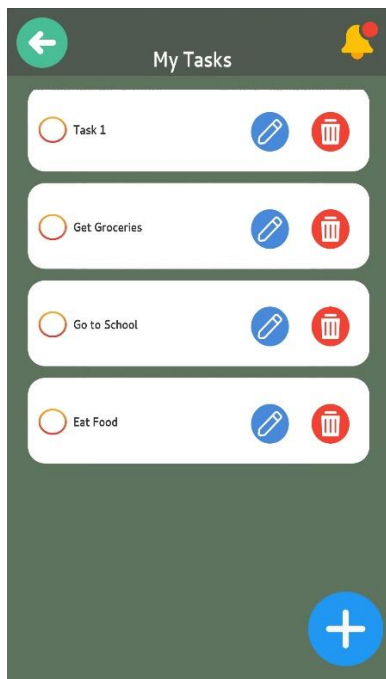 My Tasks
Task 1
Get Groceries
Go to School
Eat Food